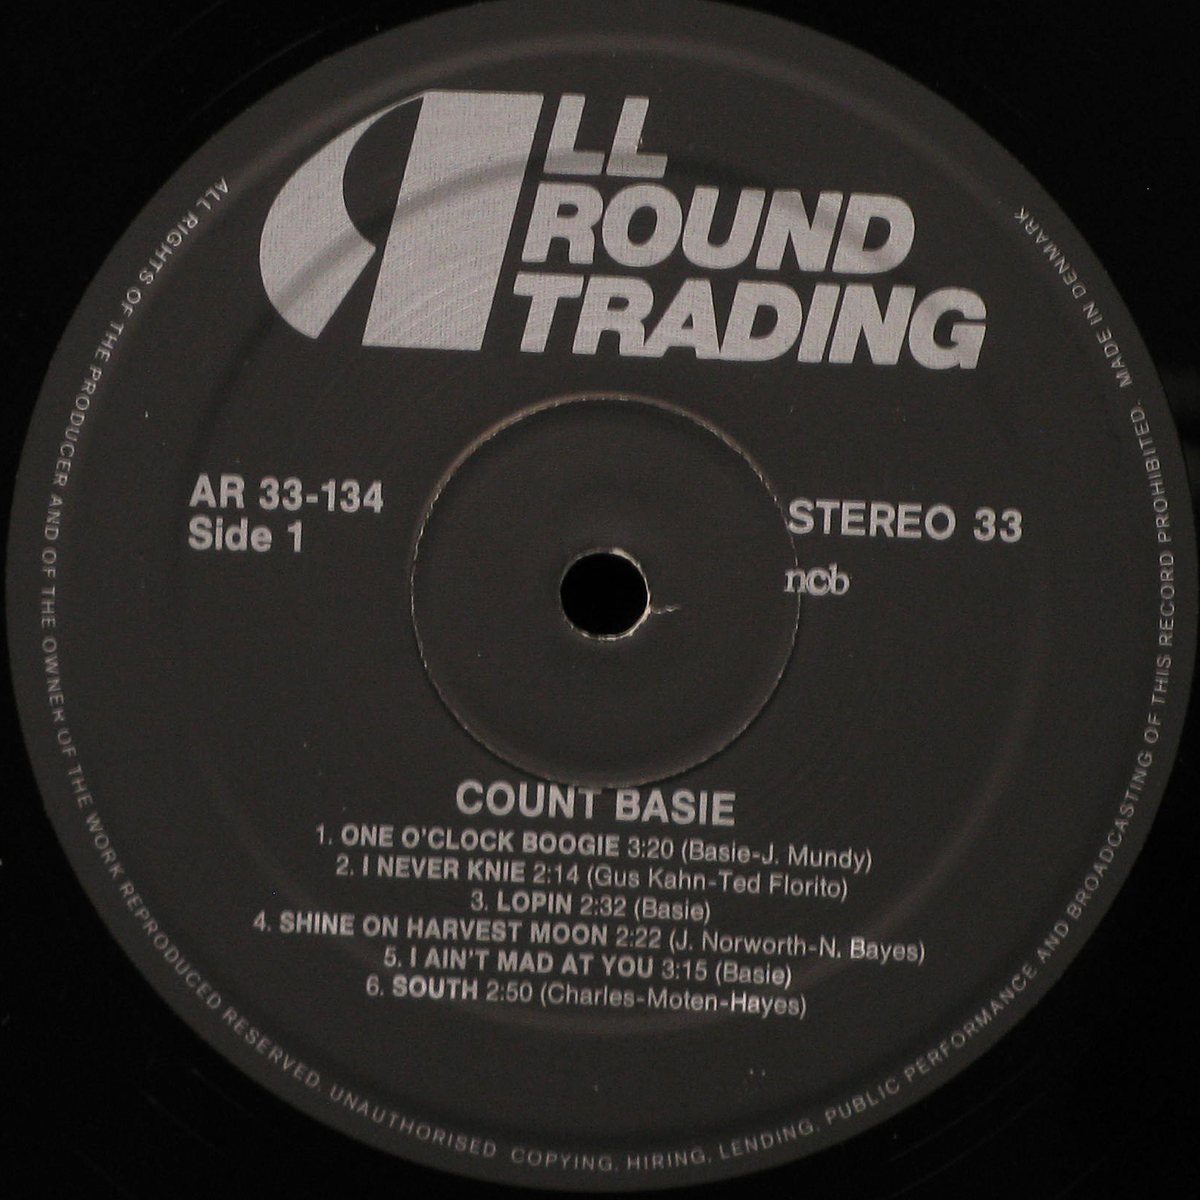 ALL
ROUND
TRADING
AR 33-134
Side 1
STEREO 33
ncb
COUNT BASIE
1. ONE O'CLOCK BOOGIE 3:20 (Basie-J. Mundy)
2. I NEVER KNIE 2:14 (Gus Kahn-Ted Florito)
3. LOPIN 2:32 (Basie)
4. SHINE ON HARVEST MOON 2:22 (J. Norworth-N. Bayes)
5. I AIN'T MAD AT YOU 3:15 (Basie)
6. SOUTH 2:50 (Charles-Moten-Hayes)
ALL RIGHTS OF THE PRODUCER AND OF THE OWNER OF THE WORK REPRODUCED RESERVED. UNAUTHORISED COPYING, HIRING, LENDING, PUBLIC PERFORMANCE AND BROADCASTING OF THIS RECORD PROHIBITED. MADE IN DENMARK